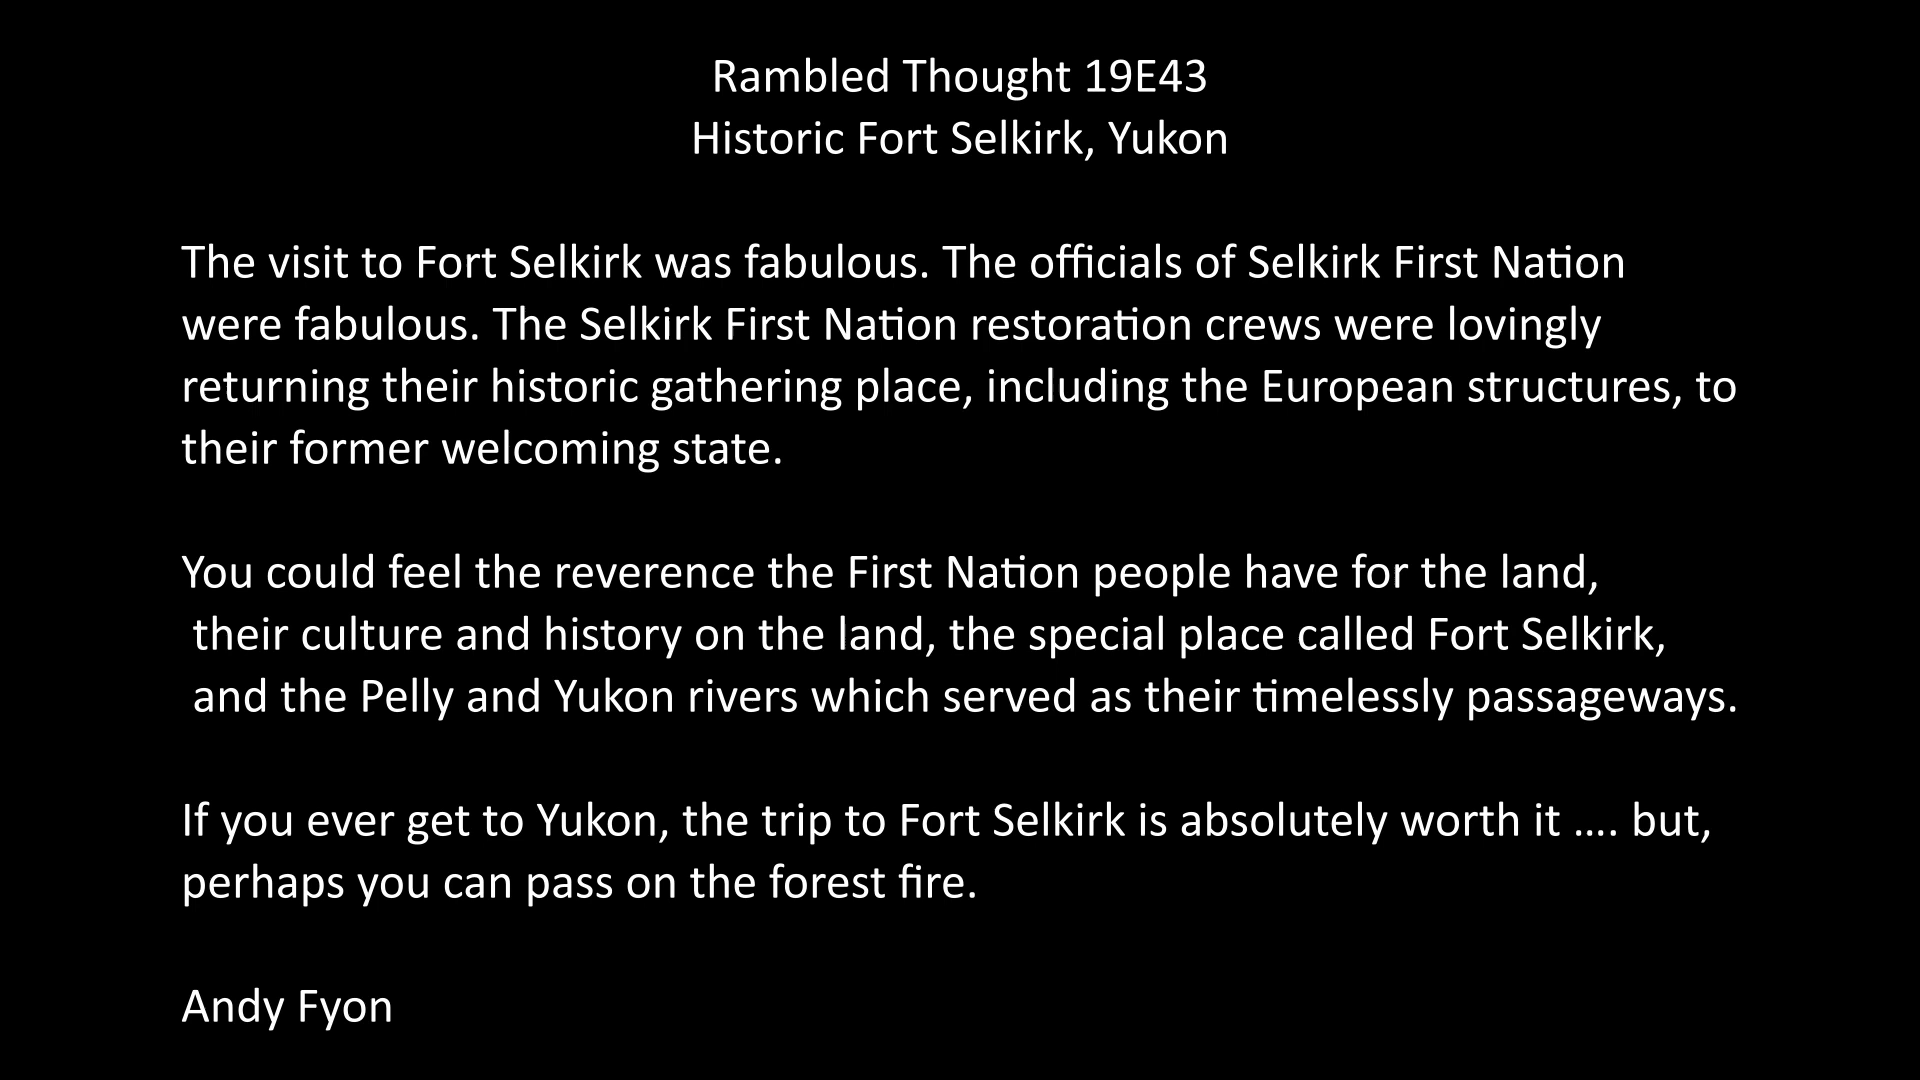 Rambled Thought 19E43
Historic Fort Selkirk, Yukon
The visit to Fort Selkirk was fabulous. The officials of Selkirk First Nation
were fabulous. The Selkirk First Nation restoration crews were lovingly
returning their historic gathering place, including the European structures, to
their former welcoming state.
You could feel the reverence the First Nation people have for the land,
their culture and history on the land, the special place called Fort Selkirk,
and the Pelly and Yukon rivers which served as their timelessly passageways.
If you ever get to Yukon, the trip to Fort Selkirk is absolutely worth it .... but,
perhaps you can pass on the forest fire.
Andy Fyon